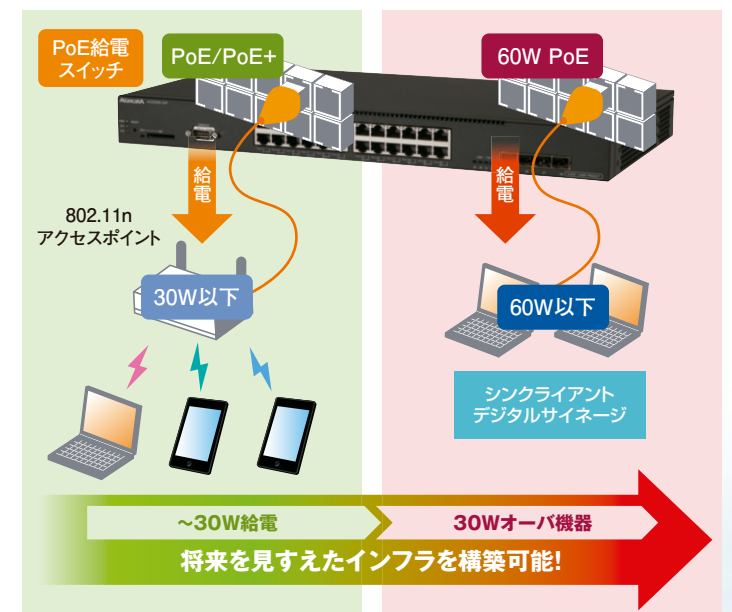 PoE給電
スイッチ
PoE/PoE+
60W PoE
給電
給電
802.11n
アクセスポイント
30W以下
60W以下
シンクライアント
デジタルサイネージ
～30W給電
30Wオーバ機器
将来を見すえたインフラを構築可能!